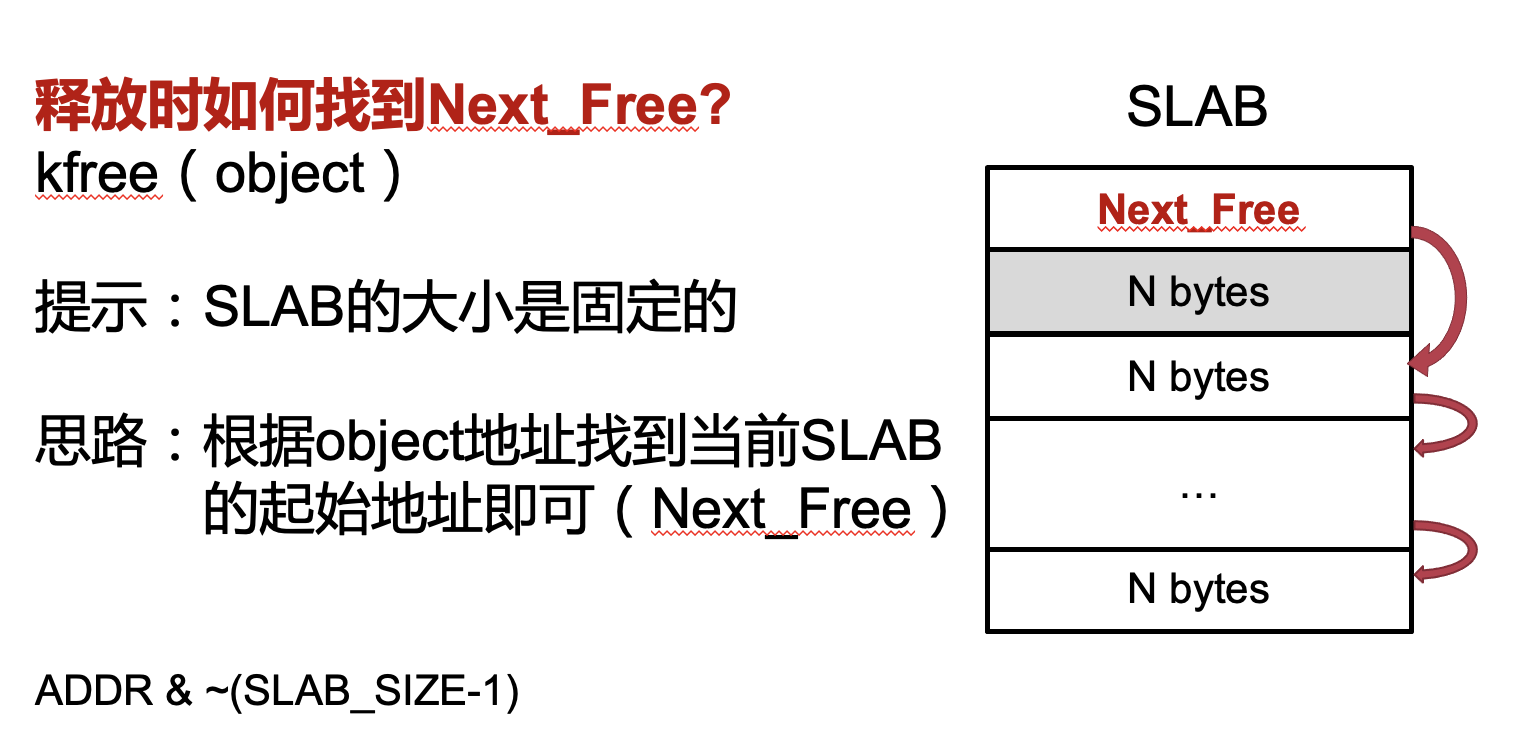 释放时如何找到Next_Free?
kfree（object）
提示：SLAB的大小是固定的
思路：根据object地址找到当前SLAB
的起始地址即可（Next_Free）
ADDR & ~(SLAB_SIZE-1)
SLAB
Next_Free
N bytes
N bytes
...
N bytes